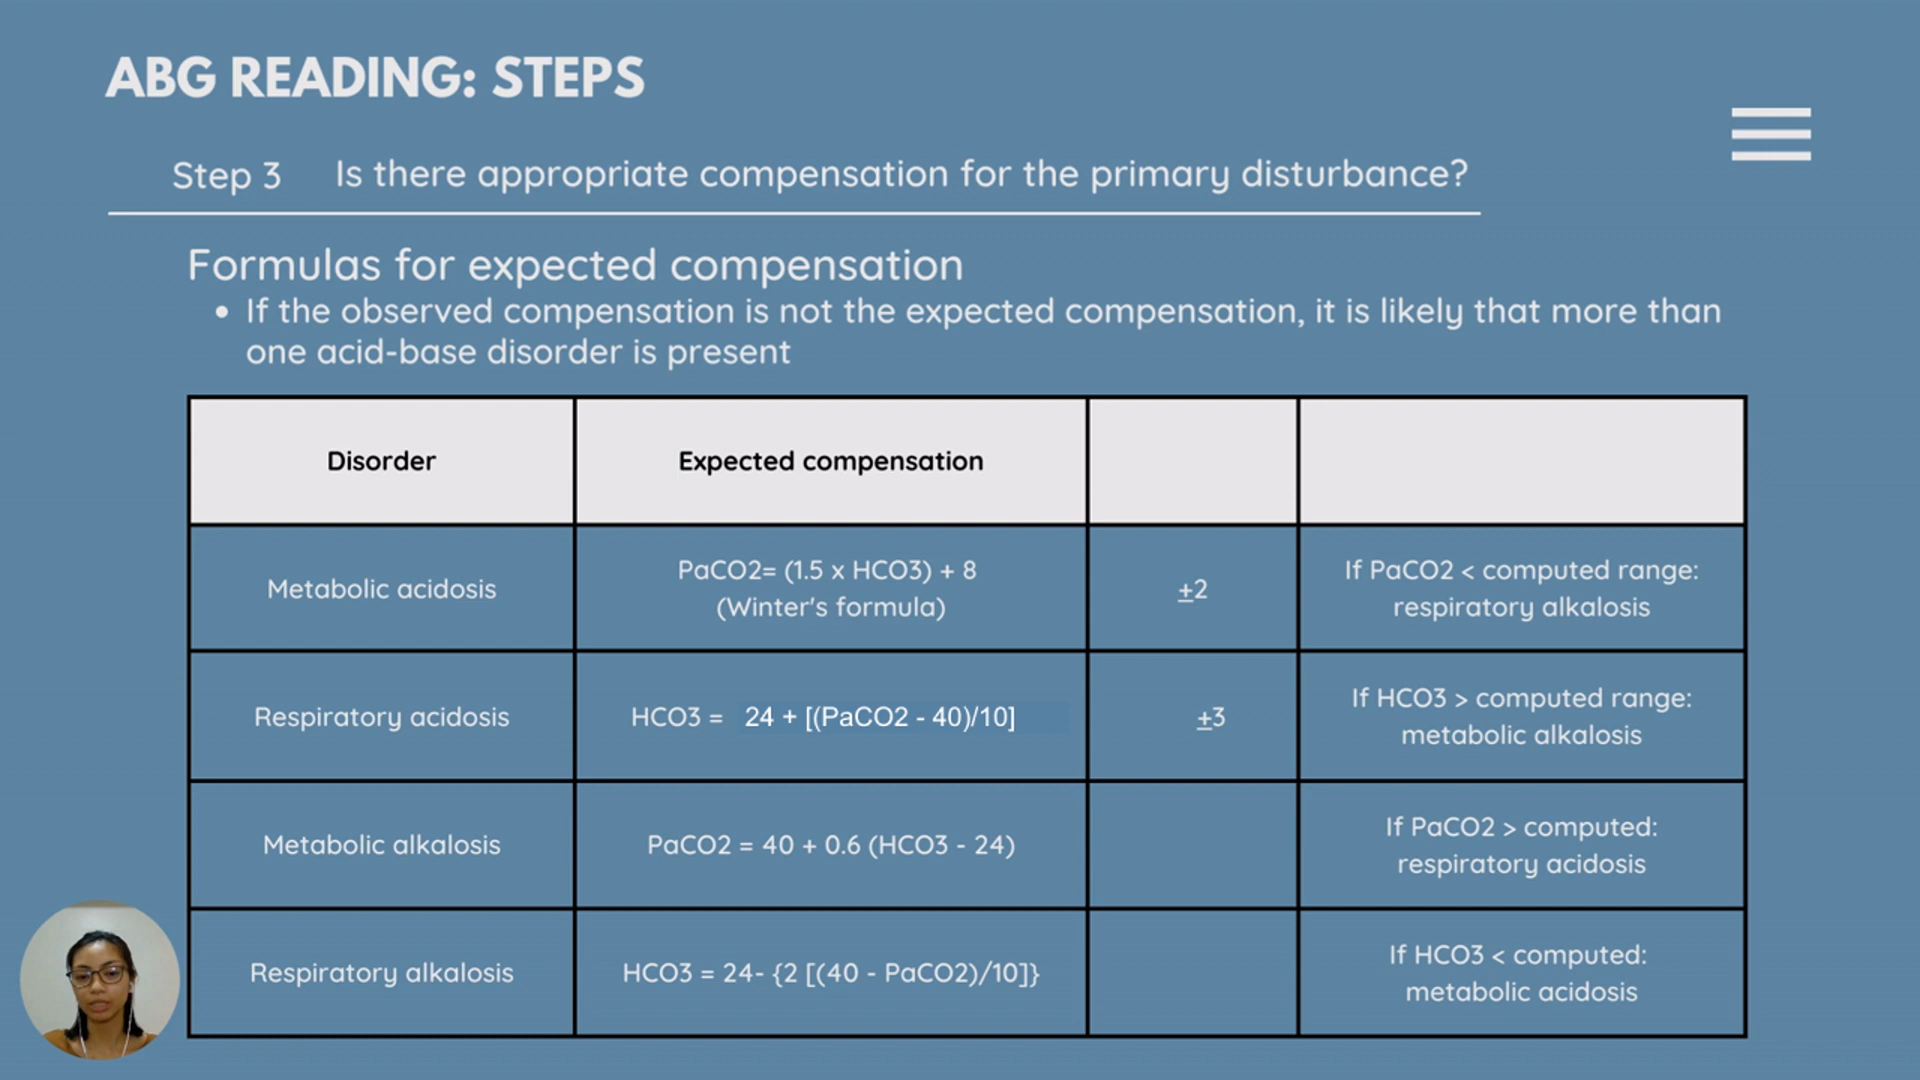 ABG READING: STEPS
Step 3 Is there appropriate compensation for the primary disturbance?
Formulas for expected compensation
• If the observed compensation is not the expected compensation, it is likely that more than
one acid-base disorder is present
Disorder Expected compensation
Metabolic acidosis
PaCO2= (1.5 x HCO3) + 8
(Winter's formula)
±2
If PaCO2 < computed range:
respiratory alkalosis
Respiratory acidosis
HCO3 = 24 + [(PaCO2 - 40)/10]
±3
If HCO3 > computed range:
metabolic alkalosis
Metabolic alkalosis
PaCO2 = 40 + 0.6 (HCO3 - 24)
If PaCO2 > computed:
respiratory acidosis
Respiratory alkalosis
HCO3 = 24- {2 [(40 - PaCO2)/10]}
If HCO3 < computed:
metabolic acidosis